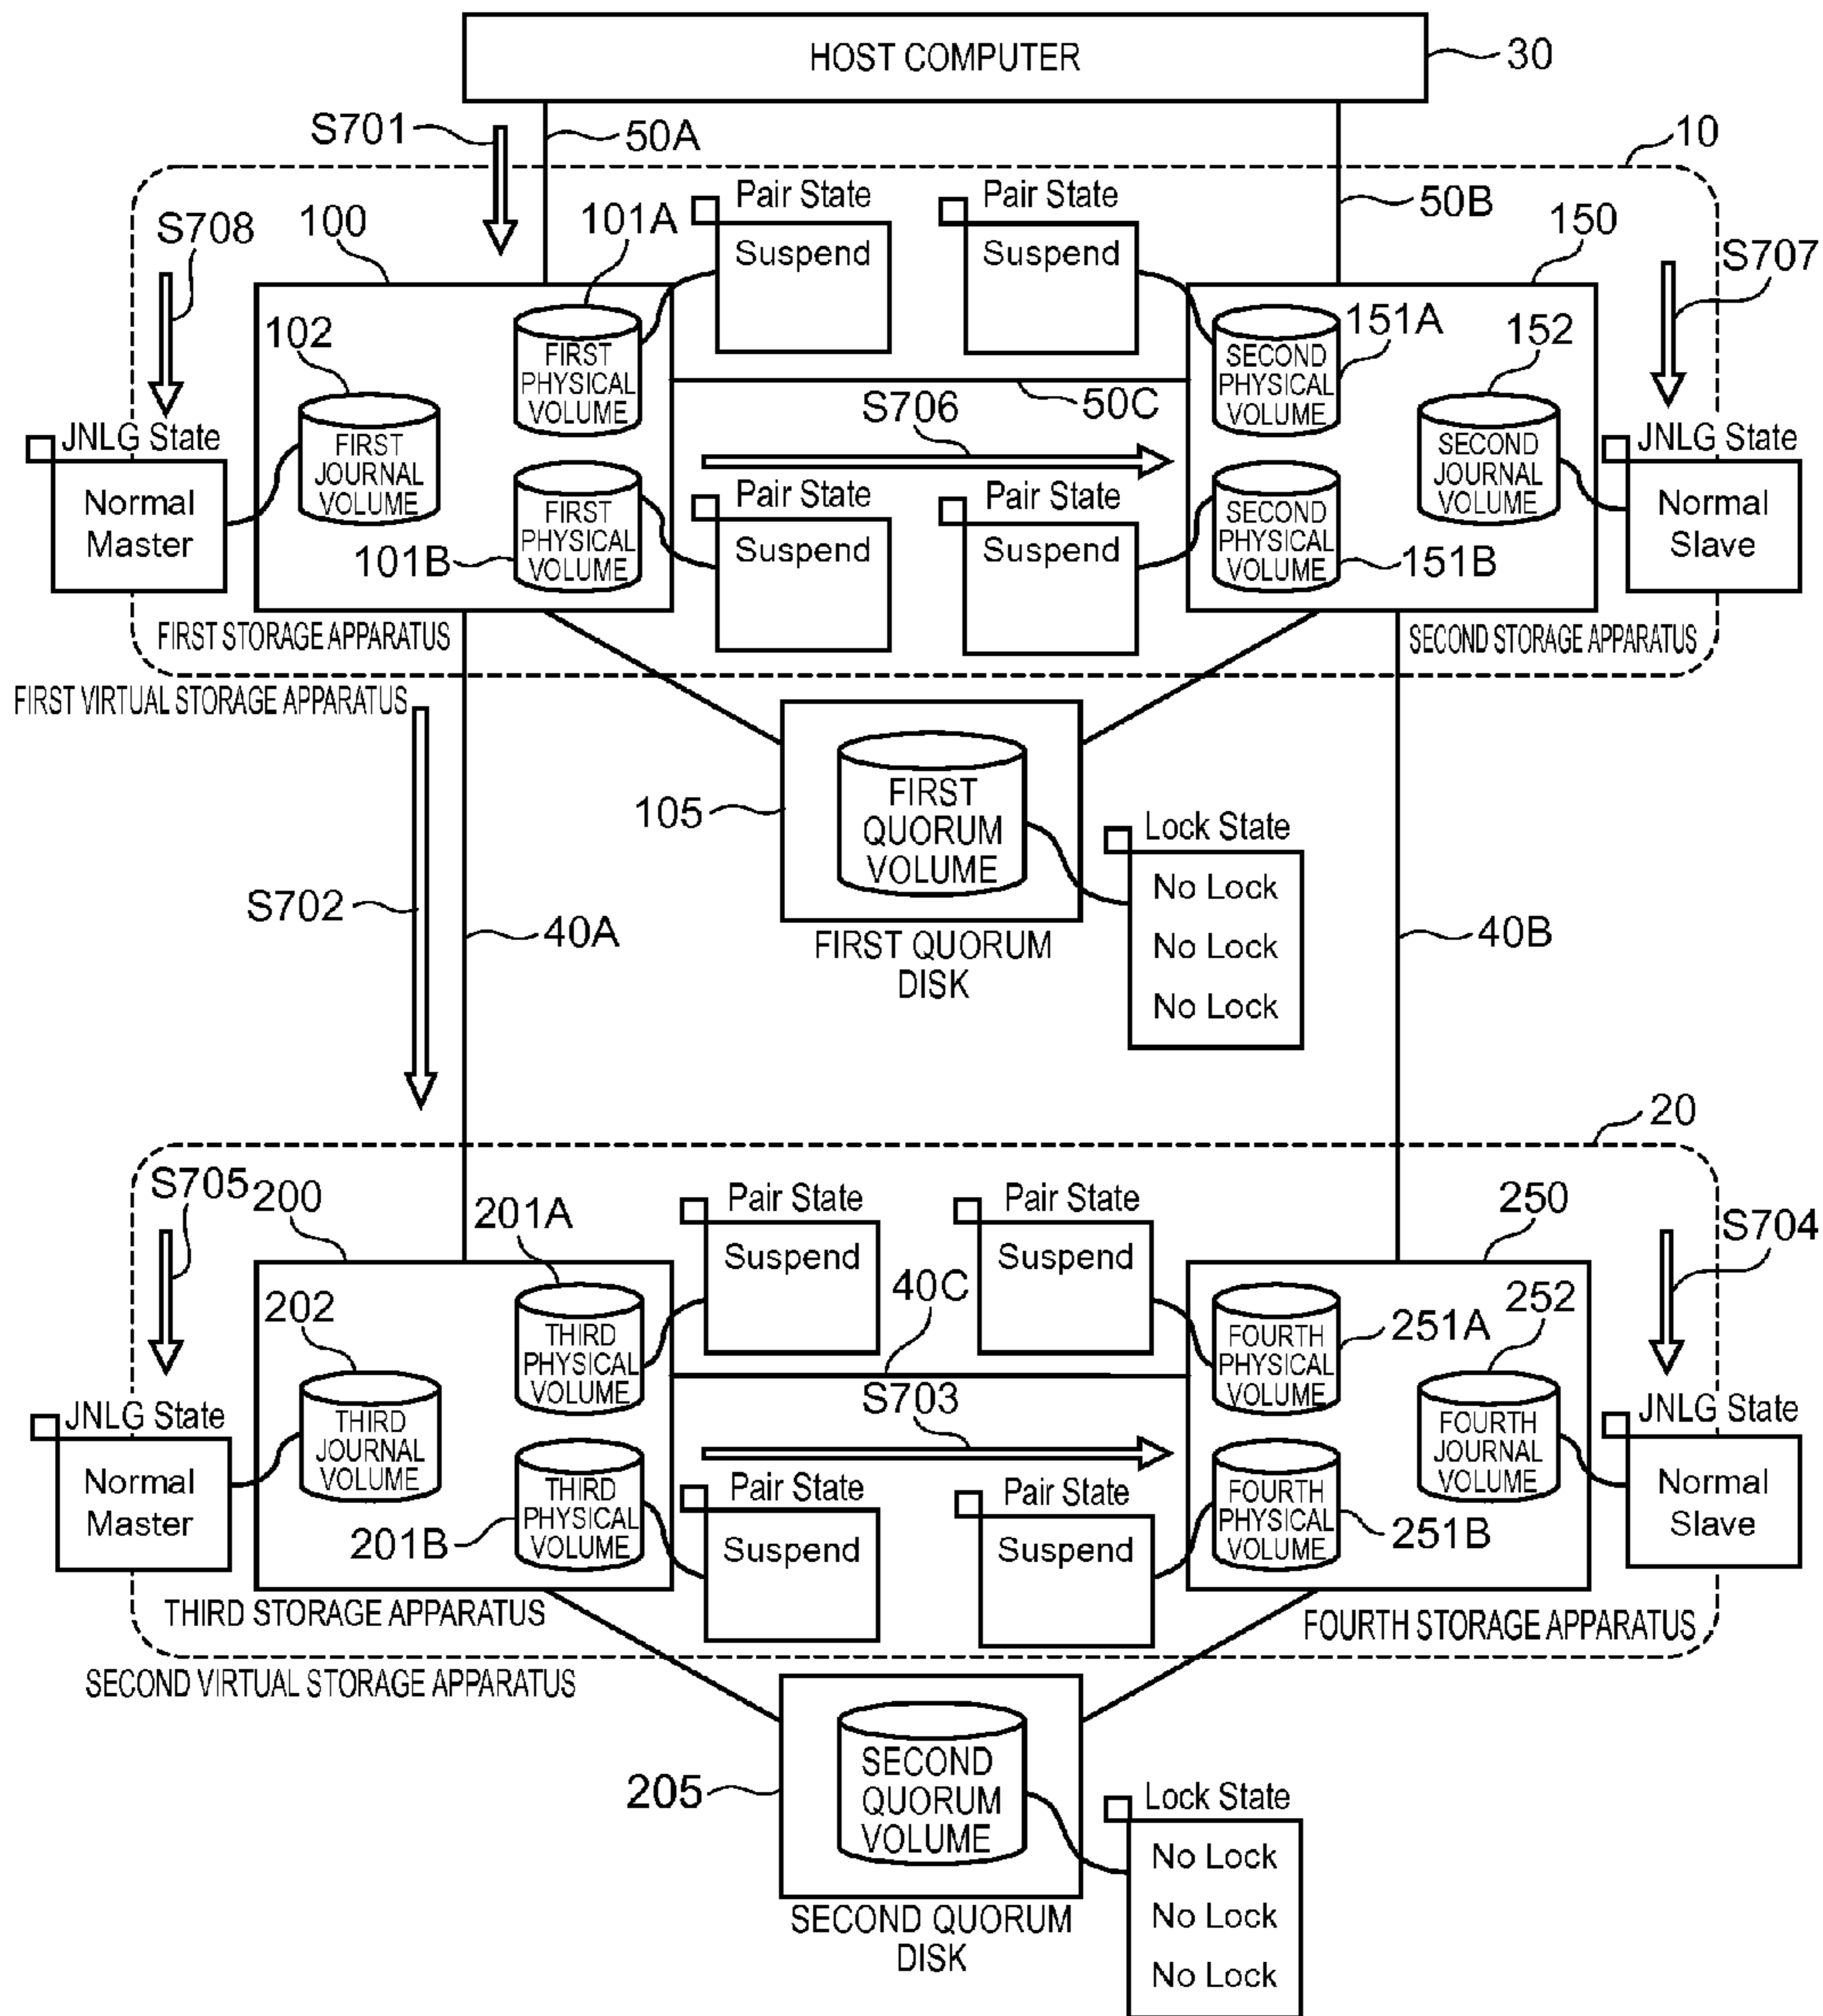 HOST COMPUTER
30
S701
50A
10
50B
S708
100
101A
Pair State
Suspend
Pair State
Suspend
150
S707
102
FIRST
PHYSICAL
VOLUME
SECOND
PHYSICAL
VOLUME
151A
152
50C
S706
JNLG State
Normal
Master
FIRST
JOURNAL
VOLUME
SECOND
JOURNAL
VOLUME
JNLG State
Normal
Slave
101B
FIRST
PHYSICAL
VOLUME
Pair State
Suspend
Pair State
Suspend
SECOND
PHYSICAL
VOLUME
151B
FIRST STORAGE APPARATUS
SECOND STORAGE APPARATUS
FIRST VIRTUAL STORAGE APPARATUS
105
FIRST
QUORUM
VOLUME
Lock State
No Lock
No Lock
No Lock
S702
40A
FIRST QUORUM
DISK
40B
20
S705
200
201A
Pair State
Suspend
Pair State
Suspend
250
S704
202
THIRD
PHYSICAL
VOLUME
40C
FOURTH
PHYSICAL
VOLUME
251A
252
S703
JNLG State
Normal
Master
THIRD
JOURNAL
VOLUME
FOURTH
JOURNAL
VOLUME
JNLG State
Normal
Slave
201B
THIRD
PHYSICAL
VOLUME
Pair State
Suspend
Pair State
Suspend
FOURTH
PHYSICAL
VOLUME
251B
THIRD STORAGE APPARATUS
FOURTH STORAGE APPARATUS
SECOND VIRTUAL STORAGE APPARATUS
205
SECOND
QUORUM
VOLUME
Lock State
No Lock
No Lock
No Lock
SECOND QUORUM
DISK